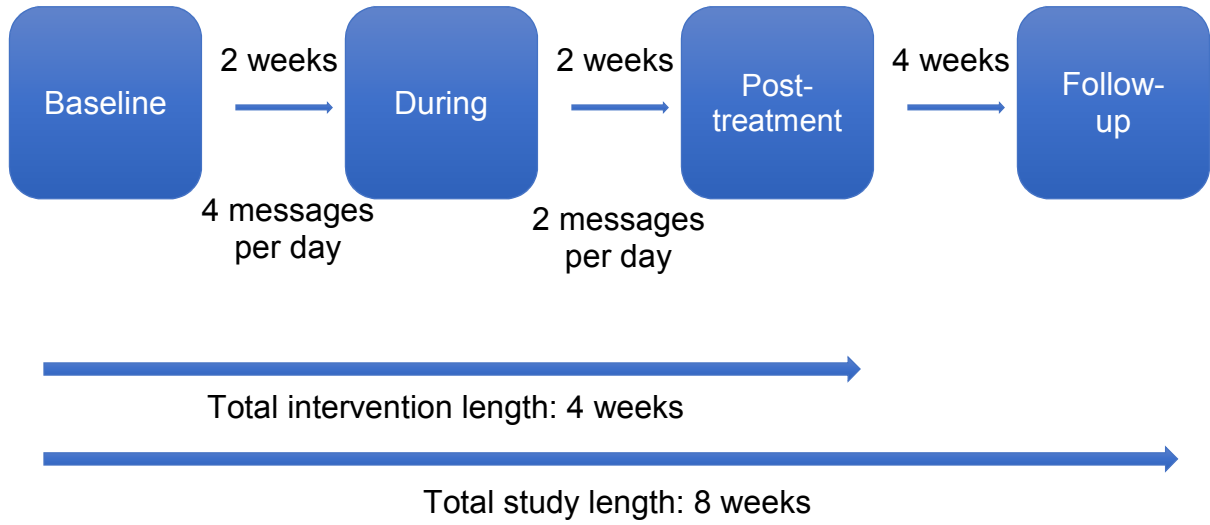 Baseline
2 weeks
During
2 weeks
Post-
treatment
4 weeks
Follow-
up
4 messages
per day
2 messages
per day
Total intervention length: 4 weeks
Total study length: 8 weeks